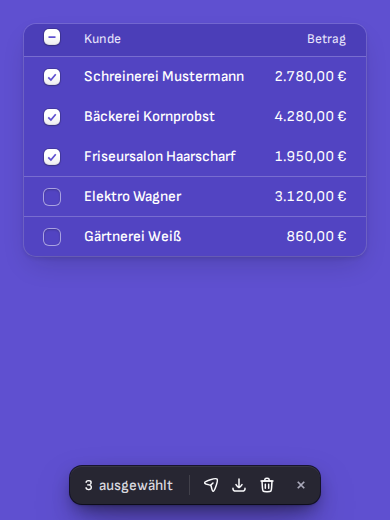 Kunde Betrag
Schreinerei Mustermann 2.780,00 €
Bäckerei Kornprobst 4.280,00 €
Friseursalon Haarscharf 1.950,00 €
Elektro Wagner 3.120,00 €
Gärtnerei Weiß 860,00 €
3 ausgewählt